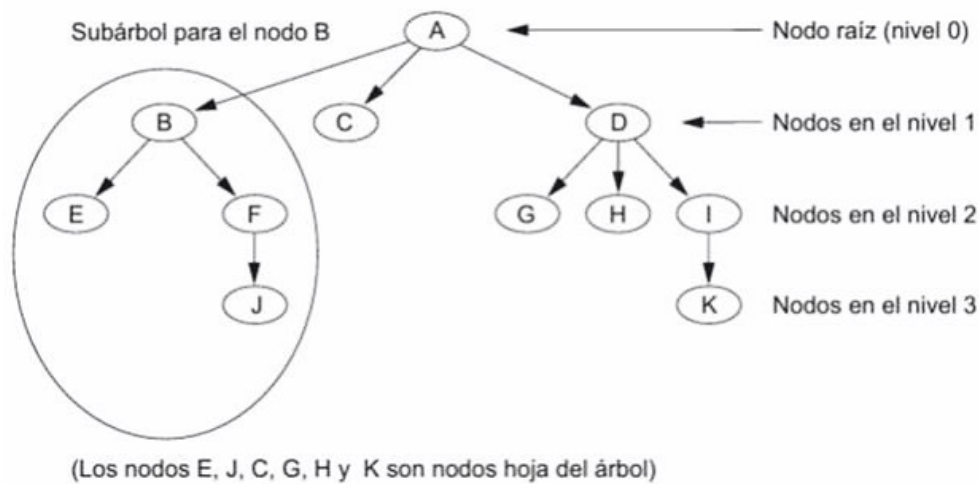 Subárbol para el nodo B
A
Nodo raíz (nivel 0)
B
C
D
Nodos en el nivel 1
E
F
G
H
I
Nodos en el nivel 2
J
K
Nodos en el nivel 3
(Los nodos E, J, C, G, H y K son nodos hoja del árbol)